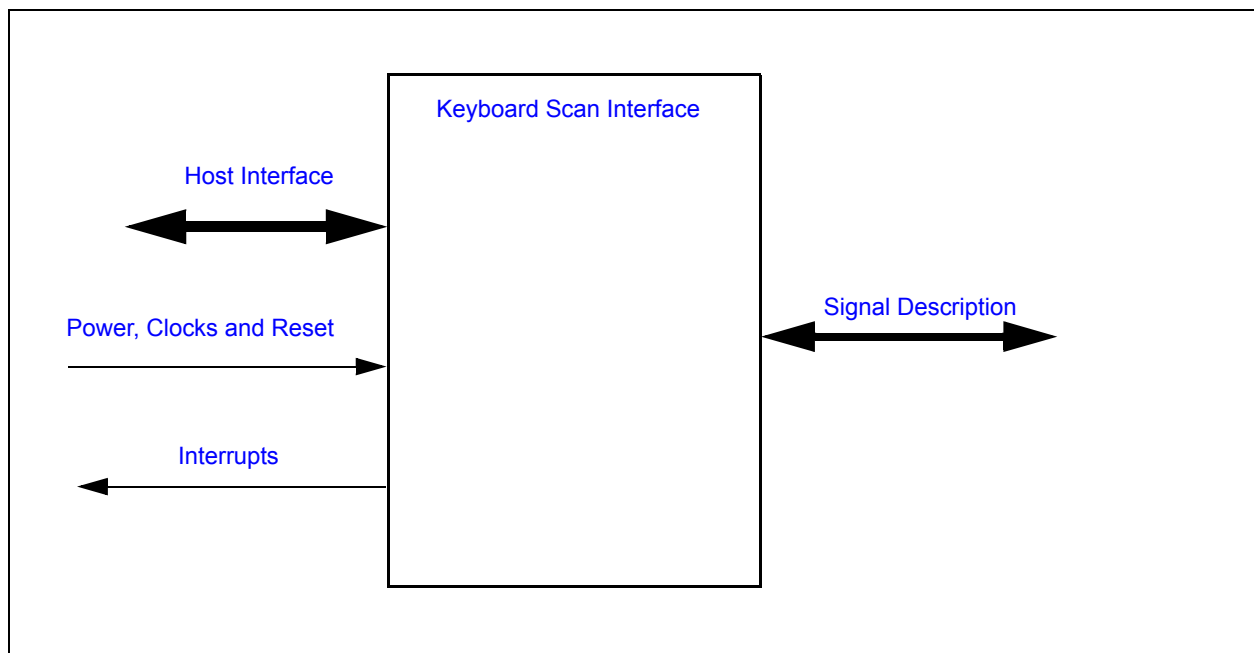 Keyboard Scan Interface
Host Interface
Signal Description
Power, Clocks and Reset
Interrupts